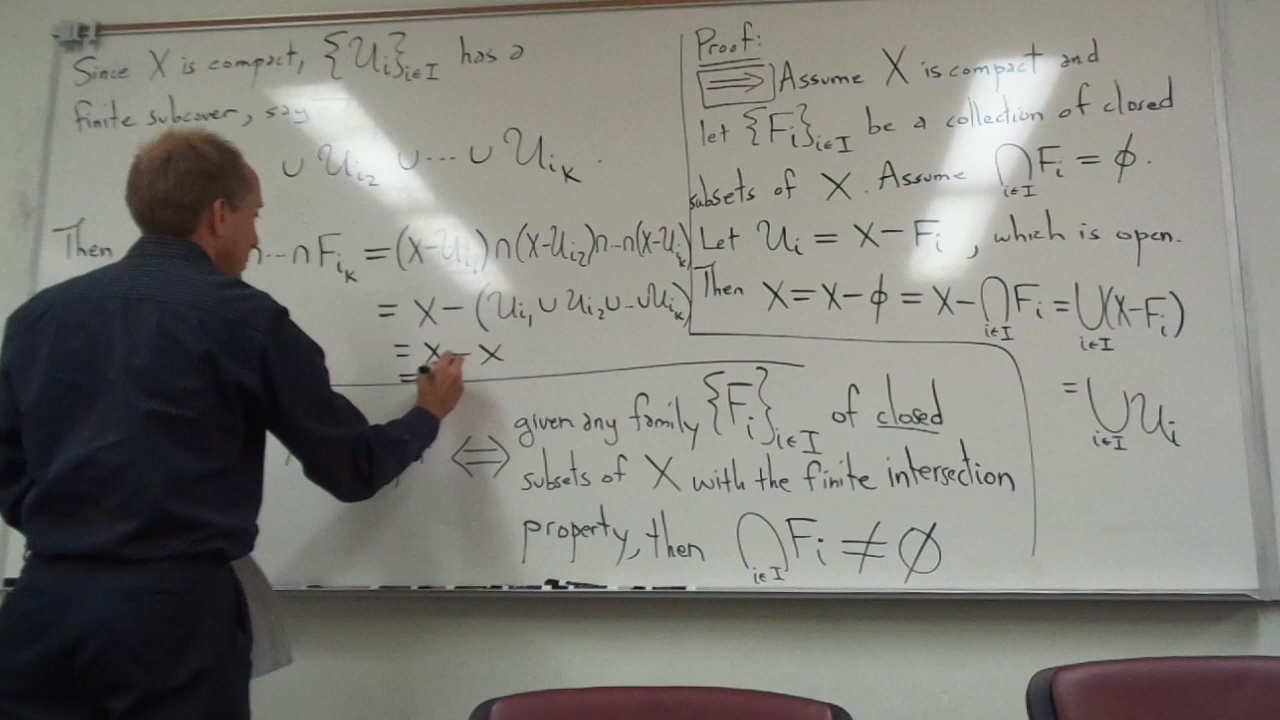 Since X is compact, {U_i}_{i∈I} has a
finite subcover, say
∪ U_{i_2} ∪ ... ∪ U_{i_K}.
Then ∩ ... ∩ F_{i_K} = (X-U_{i_1}) ∩ (X-U_{i_2}) ∩ ... ∩ (X-U_{i_K})
= X - (U_{i_1} ∪ U_{i_2} ∪ ... ∪ U_{i_K})
= X - X
=
Proof:
⟹ Assume X is compact and
let {F_i}_{i∈I} be a collection of closed
subsets of X. Assume ⋂_{i∈I} F_i = ϕ.
Let U_i = X - F_i, which is open.
Then X = X - ϕ = X - ⋂_{i∈I} F_i = ⋃_{i∈I} (X-F_i)
= ⋃_{i∈I} U_i
⟺ given any family {F_i}_{i∈I} of closed
subsets of X with the finite intersection
property, then ⋂_{i∈I} F_i ≠ ∅